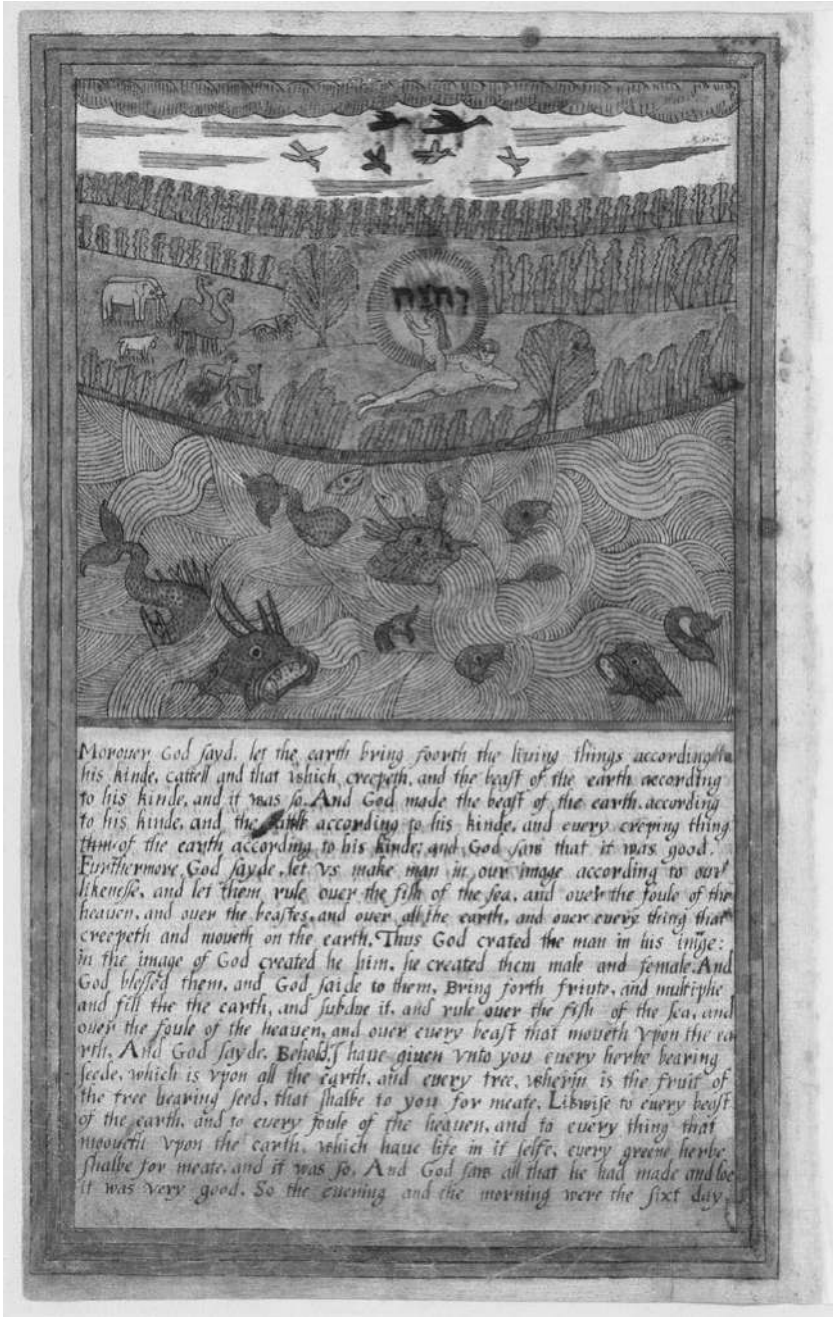 Morouer God ſayd, let the earth bring foorth the liuing things according to
his kinde, cattell and that which creepeth, and the beaſt of the earth according
to his kinde, and it was ſo. And God made the beaſt of the earth, according
to his kinde, and the according to his kinde, and euery creping thing
of the earth according to his kinde; and God ſaw that it was good.
Furthermore God ſayde, let vs make man in our image according to our
likeneſſe, and let them rule ouer the fiſh of the ſea, and ouer the foule of the
heauen, and ouer the beaſtes, and ouer all the earth, and ouer euery thing that
creepeth and moueth on the earth. Thus God crated the man in his image:
in the image of God created he him, he created them male and female. And
God bleſſed them, and God ſaide to them, Bring forth friute, and multiplie
and fill the the earth, and ſubdue it, and rule ouer the fiſh of the ſea, and
ouer the foule of the heauen, and ouer euery beaſt that moueth vpon the ea
rth. And God ſayde, Behold, I haue giuen vnto you euery herbe bearing
ſeede, which is vpon all the earth, and euery tree, wherin is the fruit of
the tree bearing ſeed, that ſhalbe to you for meate. Likwiſe to euery beaſt
of the earth, and to euery foule of the heauen, and to euery thing that
mooueth vpon the earth, which haue life in it ſelfe, euery greene herbe
ſhalbe for meate, and it was ſo. And God ſaw all that he had made and loe
it was very good. So the euening and the morning were the ſixt day